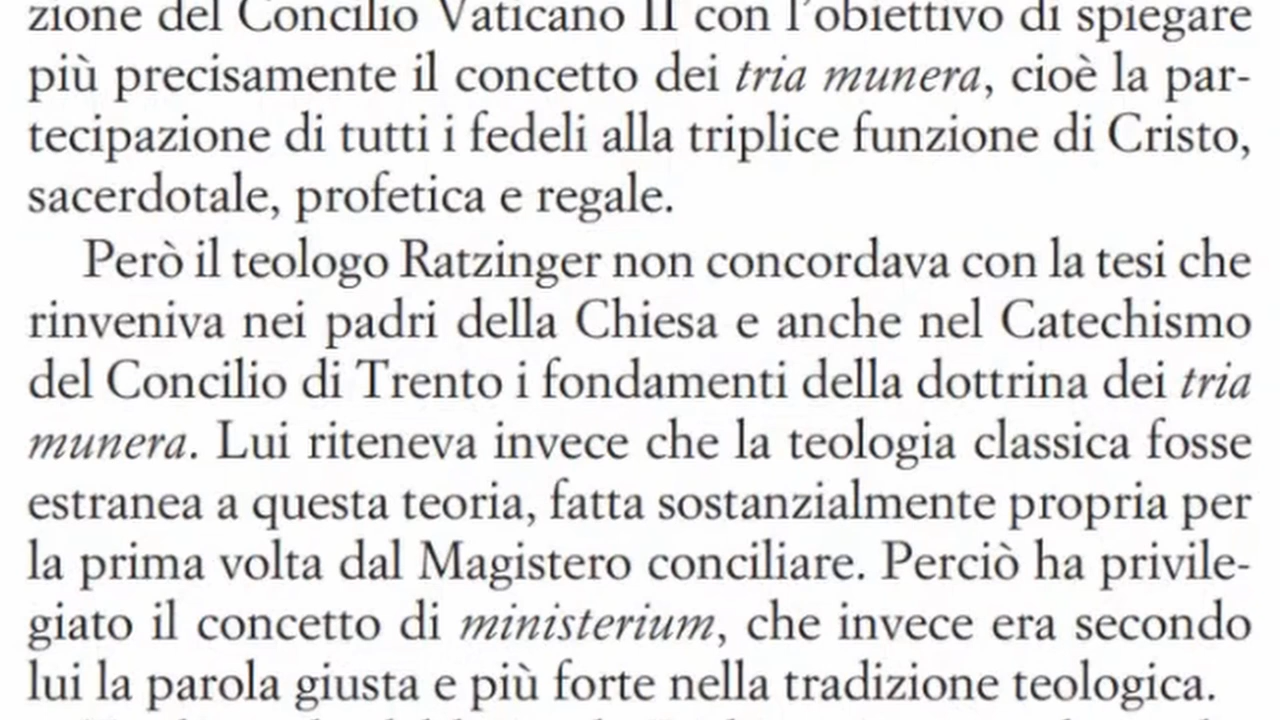 zione del Concilio Vaticano II con l'obiettivo di spiegare
più precisamente il concetto dei tria munera, cioè la par-
tecipazione di tutti i fedeli alla triplice funzione di Cristo,
sacerdotale, profetica e regale.
Però il teologo Ratzinger non concordava con la tesi che
rinveniva nei padri della Chiesa e anche nel Catechismo
del Concilio di Trento i fondamenti della dottrina dei tria
munera. Lui riteneva invece che la teologia classica fosse
estranea a questa teoria, fatta sostanzialmente propria per
la prima volta dal Magistero conciliare. Perciò ha privile-
giato il concetto di ministerium, che invece era secondo
lui la parola giusta e più forte nella tradizione teologica.